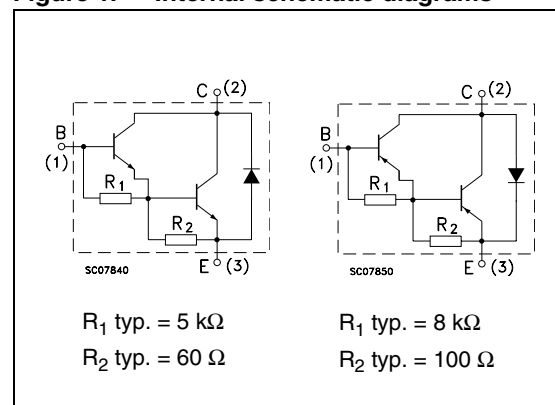 Figure 1. Internal schematic diagrams
C (2)
B
(1)
R1
R2
SC07840
E (3)
R1 typ. = 5 kΩ
R2 typ. = 60 Ω
C (2)
B
(1)
R1
R2
SC07850
E (3)
R1 typ. = 8 kΩ
R2 typ. = 100 Ω